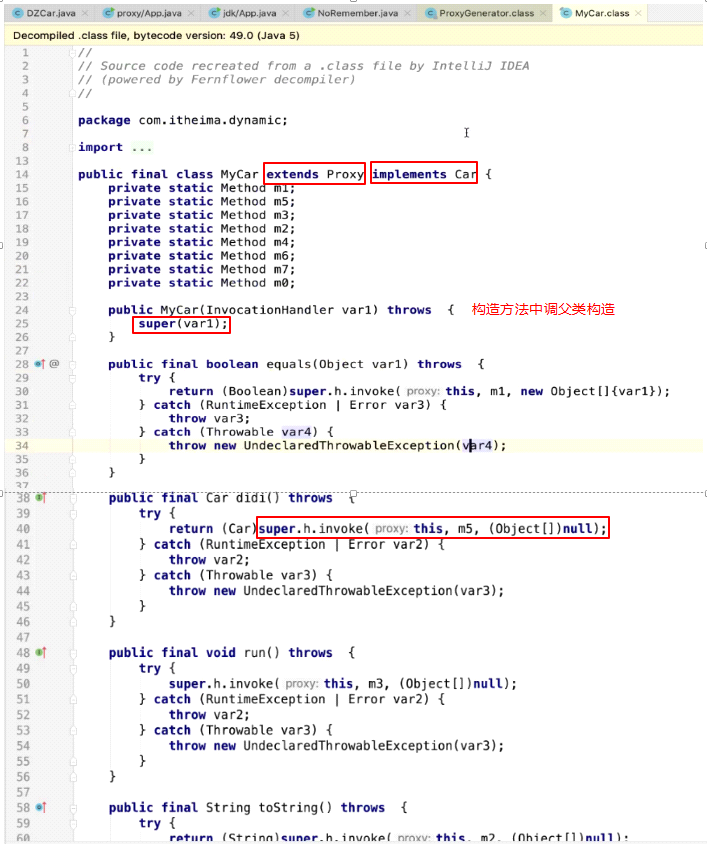 DZCar.java proxy/App.java jdk/App.java NoRemember.java ProxyGenerator.class MyCar.class
Decompiled .class file, bytecode version: 49.0 (Java 5)
1 //
2 // Source code recreated from a .class file by IntelliJ IDEA
3 // (powered by Fernflower decompiler)
4 //
5
6 package com.itheima.dynamic;
7
8 import ...
13
14 public final class MyCar extends Proxy implements Car {
15 private static Method m1;
16 private static Method m5;
17 private static Method m3;
18 private static Method m2;
19 private static Method m4;
20 private static Method m6;
21 private static Method m7;
22 private static Method m0;
23
24 public MyCar(InvocationHandler var1) throws { 构造方法中调父类构造
25 super(var1);
26 }
27
28 @ public final boolean equals(Object var1) throws {
29 try {
30 return (Boolean)super.h.invoke( proxy: this, m1, new Object[]{var1});
31 } catch (RuntimeException | Error var3) {
32 throw var3;
33 } catch (Throwable var4) {
34 throw new UndeclaredThrowableException(var4);
35 }
36 }
37
38 public final Car didi() throws {
39 try {
40 return (Car)super.h.invoke( proxy: this, m5, (Object[])null);
41 } catch (RuntimeException | Error var2) {
42 throw var2;
43 } catch (Throwable var3) {
44 throw new UndeclaredThrowableException(var3);
45 }
46 }
47
48 public final void run() throws {
49 try {
50 super.h.invoke( proxy: this, m3, (Object[])null);
51 } catch (RuntimeException | Error var2) {
52 throw var2;
53 } catch (Throwable var3) {
54 throw new UndeclaredThrowableException(var3);
55 }
56 }
57
58 public final String toString() throws {
59 try {
60 return (String)super.h.invoke( proxy: this, m2, (Object[])null);